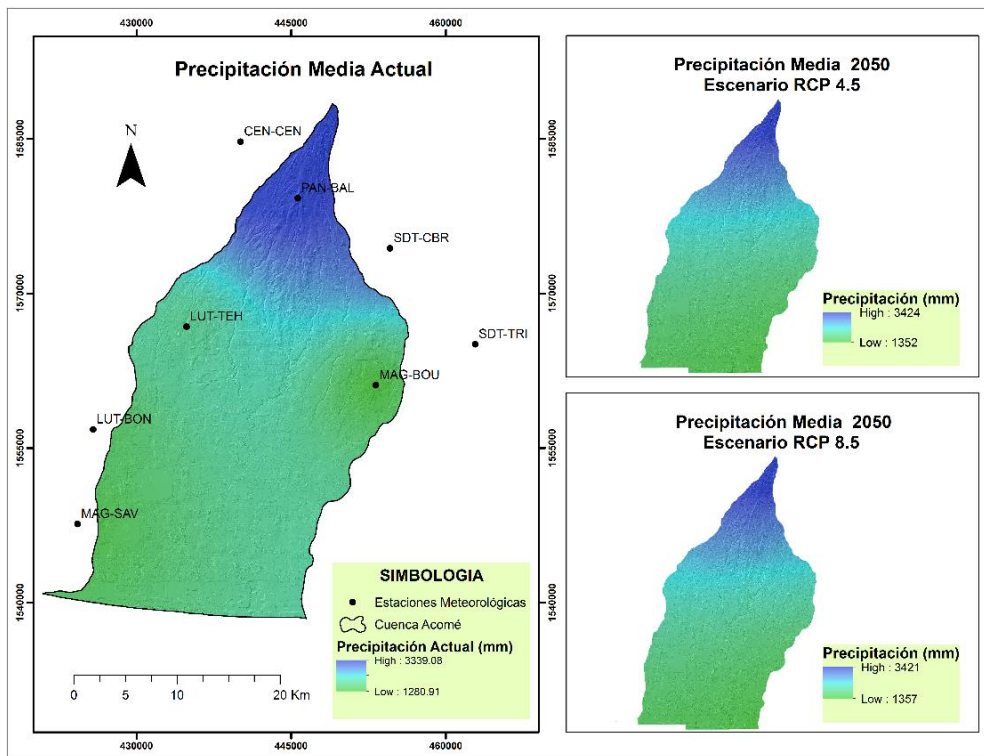 430000
445000
460000
Precipitación Media Actual
N
CEN-CEN
PAN-BAL
SDT-CBR
LUT-TEH
SDT-TRI
MAG-BOU
LUT-BON
MAG-SAV
1585000
1570000
1555000
1540000
1585000
1570000
1555000
1540000
SIMBOLOGIA
Estaciones Meteorológicas
Cuenca Acomé
Precipitación Actual (mm)
High : 3339.08
Low : 1280.91
0 5 10 20 Km
430000
445000
460000
Precipitación Media 2050
Escenario RCP 4.5
Precipitación (mm)
High : 3424
Low : 1352
Precipitación Media 2050
Escenario RCP 8.5
Precipitación (mm)
High : 3421
Low : 1357